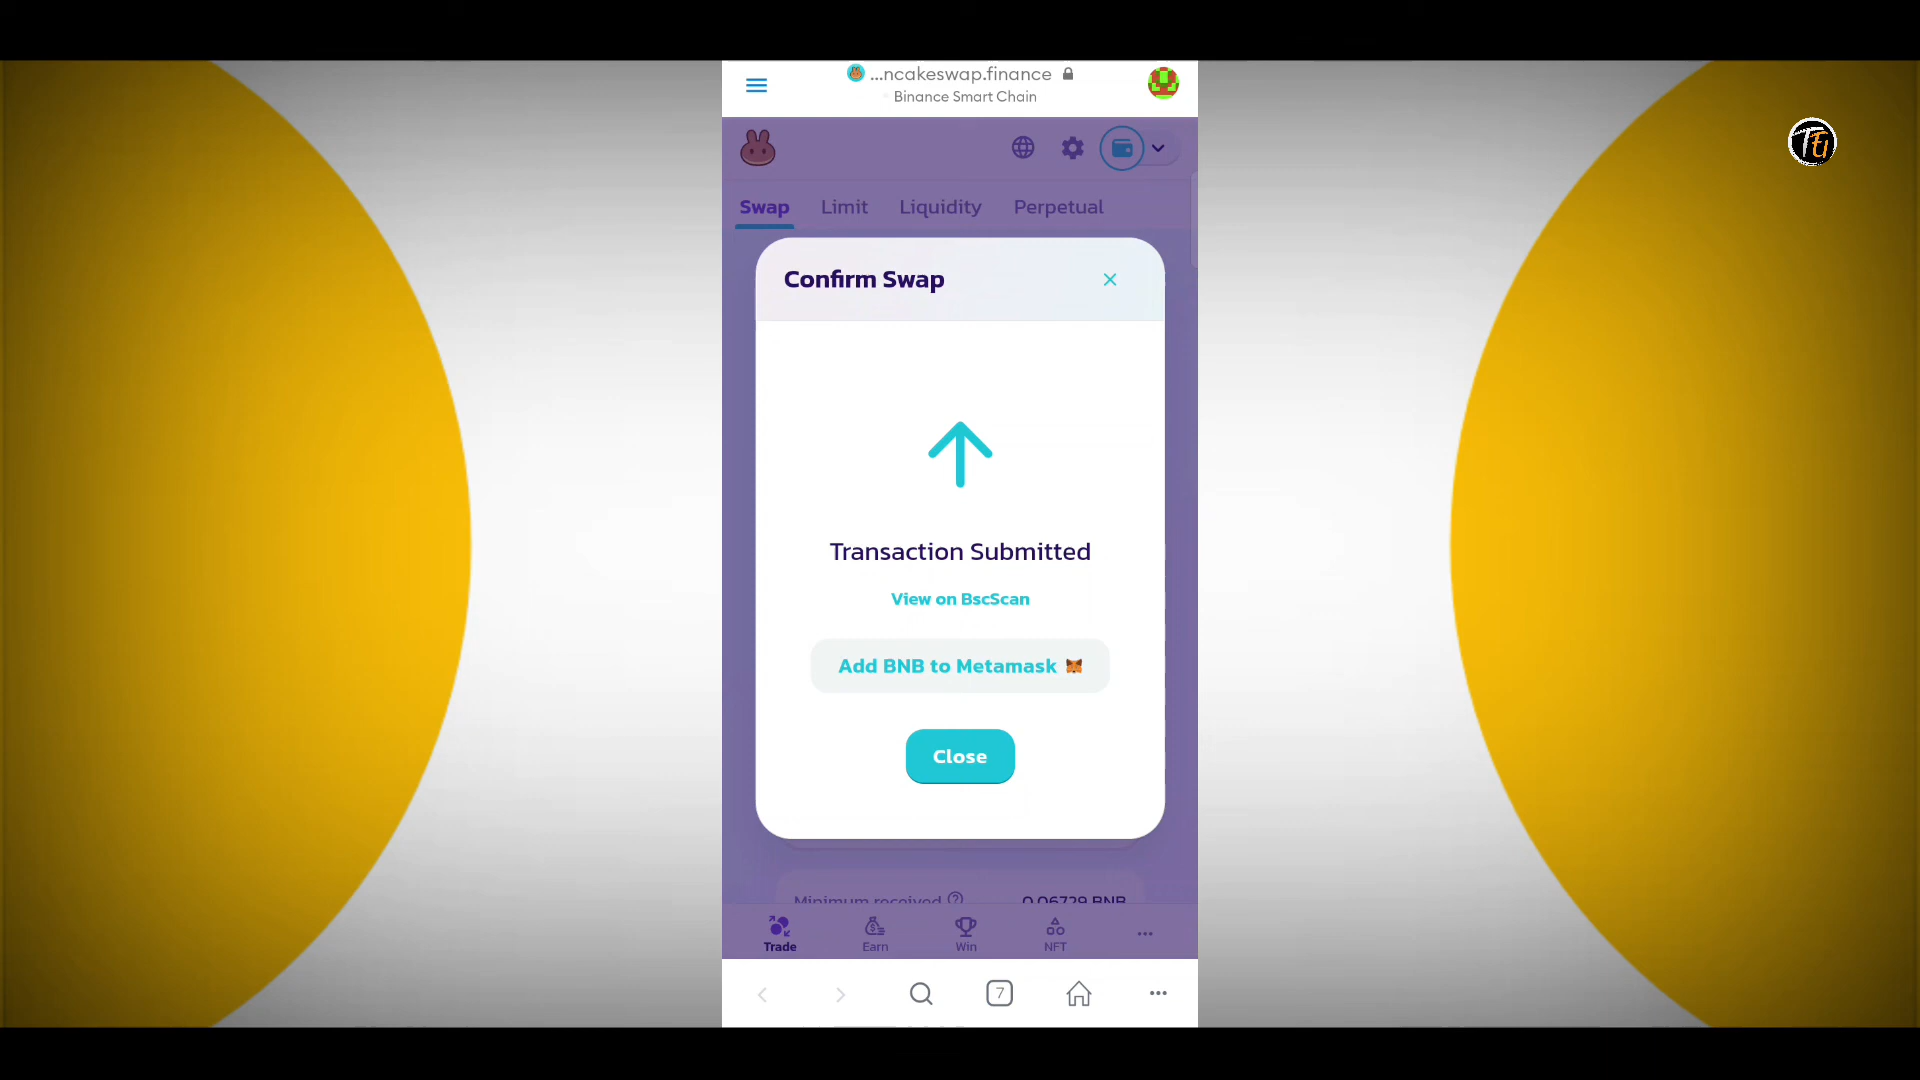 ...ncakeswap.finance
Binance Smart Chain
Swap Limit Liquidity Perpetual
Confirm Swap
Transaction Submitted
View on BscScan
Add BNB to Metamask
Close
Minimum received 0.06729 BNB
Trade Earn Win NFT
7